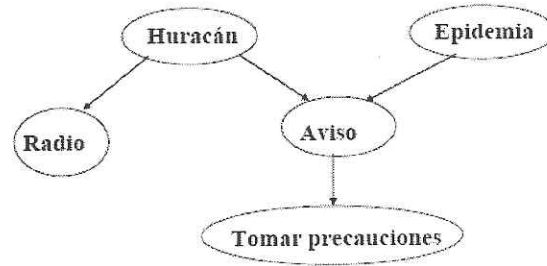 Huracán
Epidemia
Radio
Aviso
Tomar precauciones